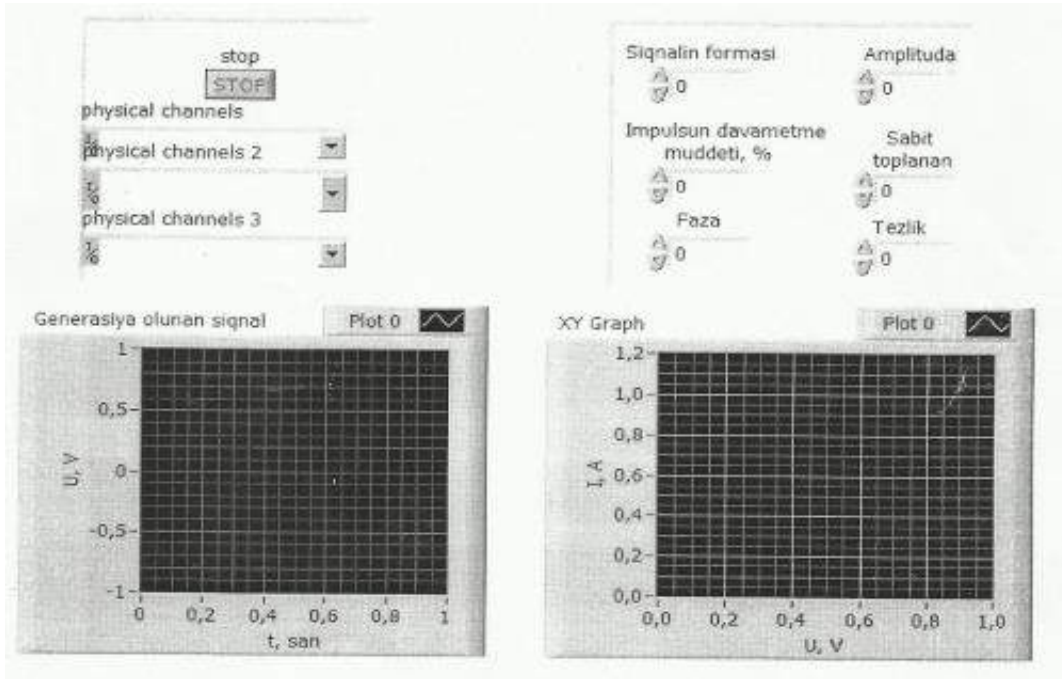 stop
STOP
physical channels
physical channels 2
physical channels 3
Siqnalin formasi
0
Amplituda
0
Impulsun davametme
muddeti, %
0
Sabit
toplanan
0
Faza
0
Tezlik
0
Generasiya olunan siqnal
Plot 0
U, V
1
0,5
0
-0,5
-1
0
0,2
0,4
0,6
0,8
1
t, san
XY Graph
Plot 0
I, A
1,2
1,0
0,8
0,6
0,4
0,2
0,0
0,0
0,2
0,4
0,6
0,8
1,0
U, V